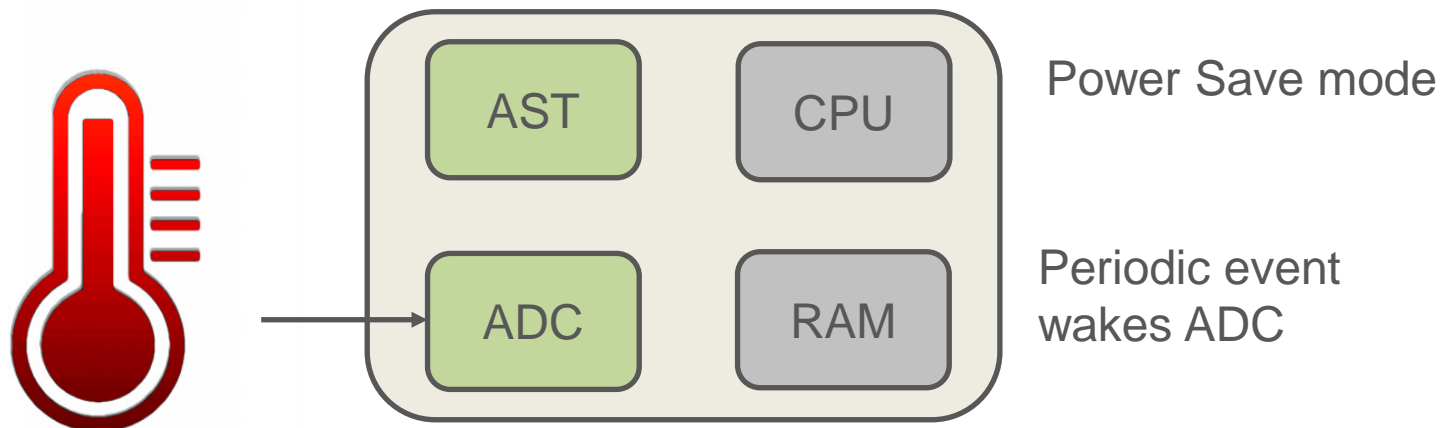 AST
CPU
Power Save mode
ADC
RAM
Periodic event
wakes ADC